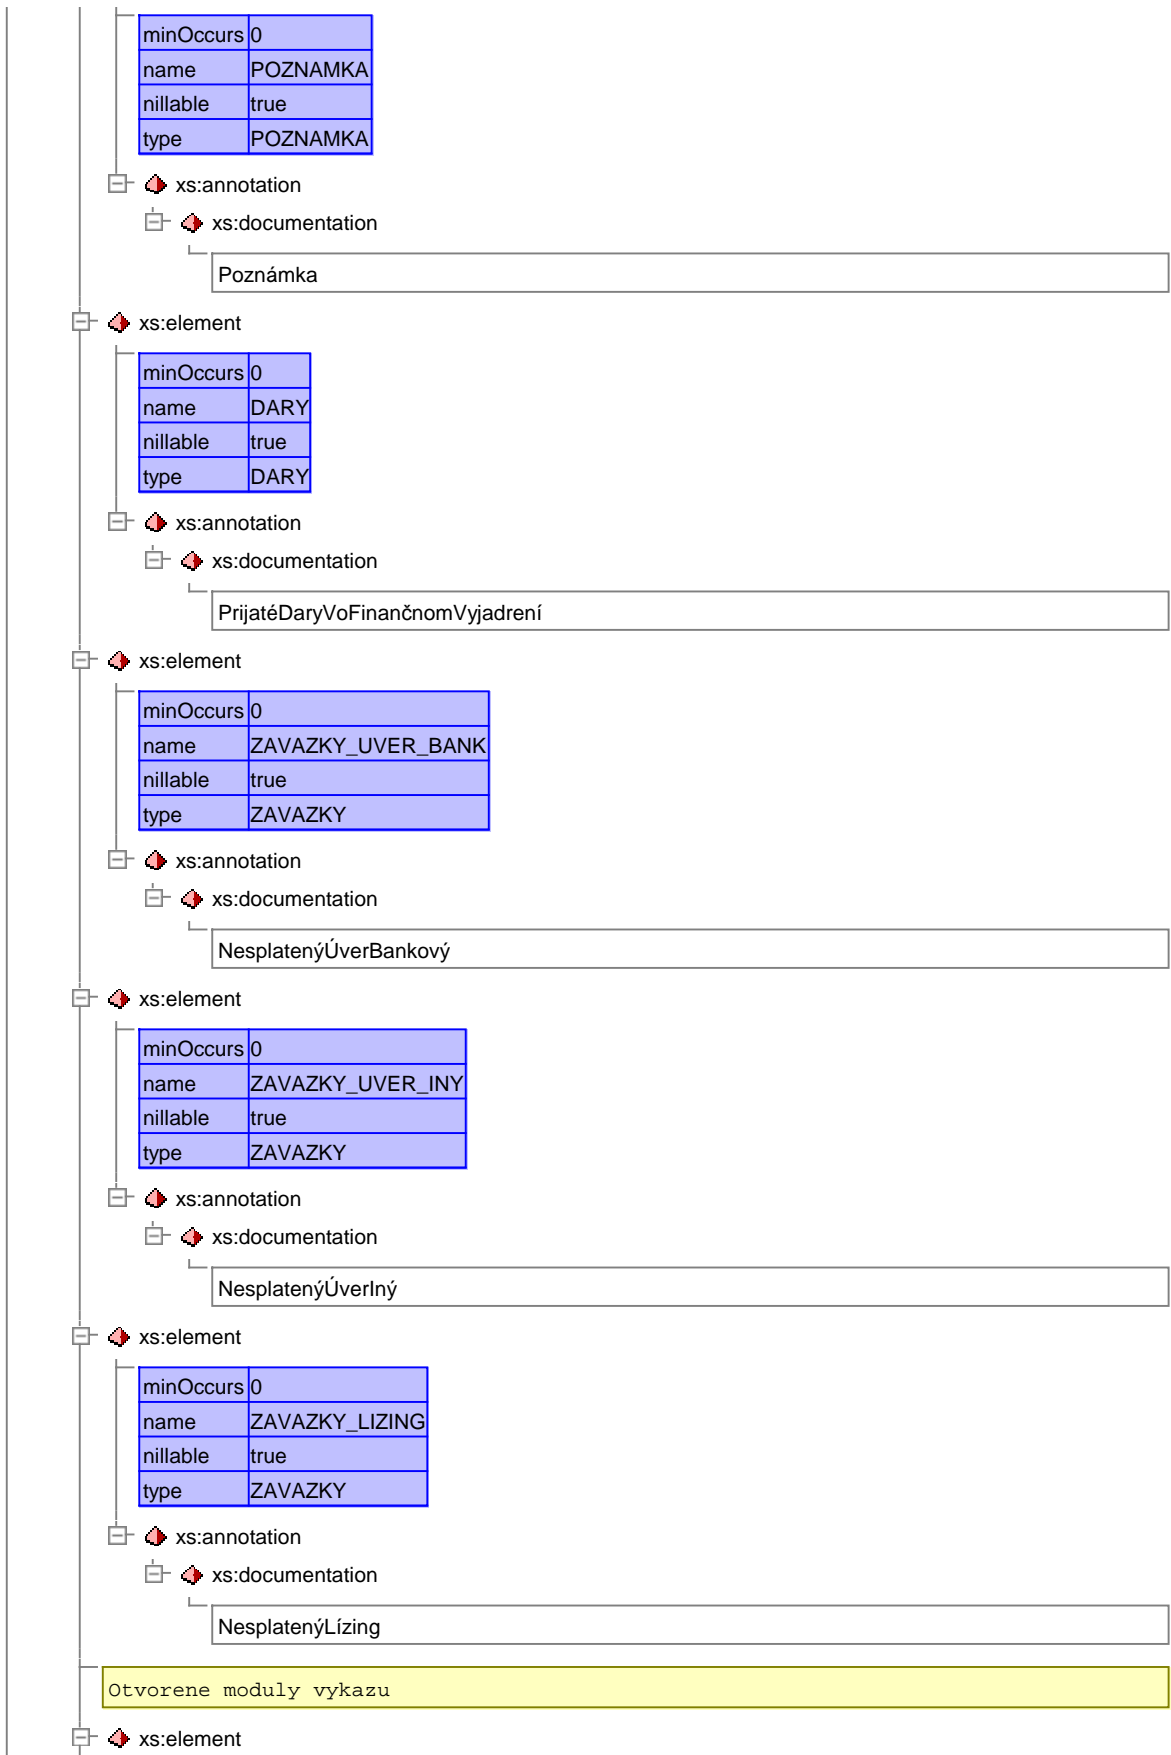 minOccurs 0
name POZNAMKA
nillable true
type POZNAMKA
xs:annotation
xs:documentation
Poznámka
xs:element
minOccurs 0
name DARY
nillable true
type DARY
xs:annotation
xs:documentation
PrijatéDaryVoFinančnomVyjadrení
xs:element
minOccurs 0
name ZAVAZKY_UVER_BANK
nillable true
type ZAVAZKY
xs:annotation
xs:documentation
NesplatenýÚverBankový
xs:element
minOccurs 0
name ZAVAZKY_UVER_INY
nillable true
type ZAVAZKY
xs:annotation
xs:documentation
NesplatenýÚverIný
xs:element
minOccurs 0
name ZAVAZKY_LIZING
nillable true
type ZAVAZKY
xs:annotation
xs:documentation
NesplatenýLízing
Otvorene moduly vykazu
xs:element